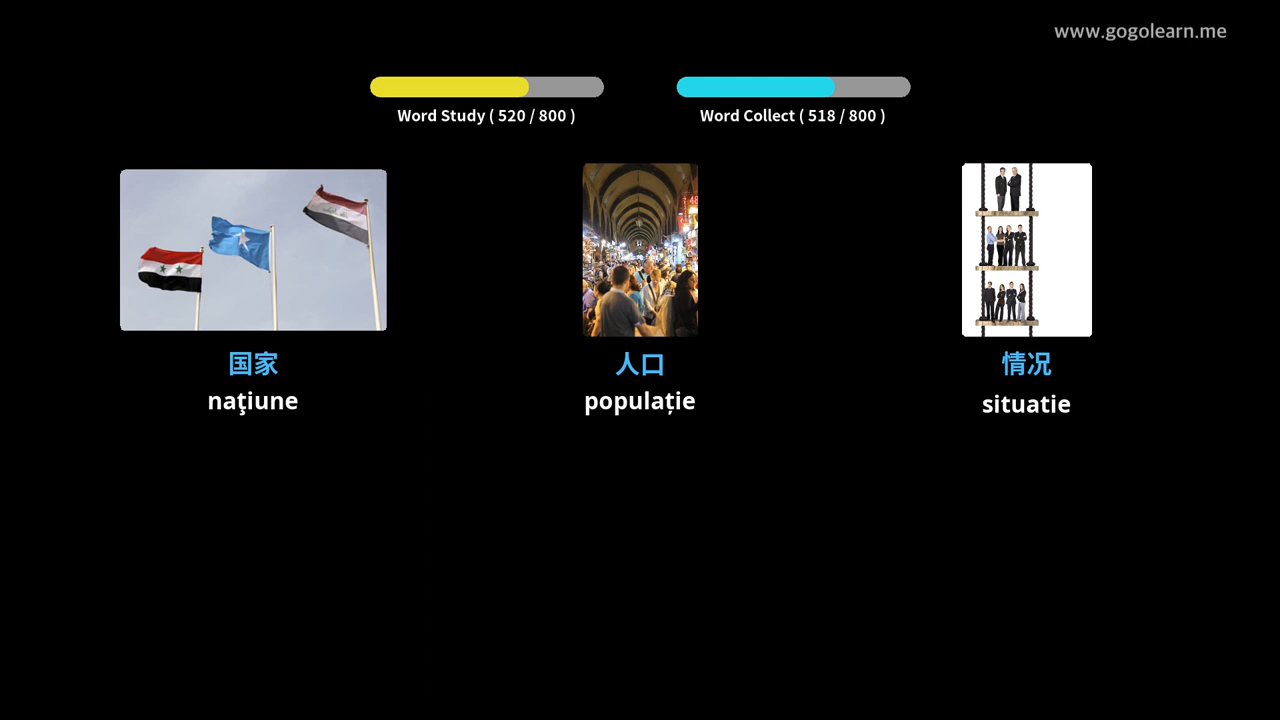 www.gogolearn.me
Word Study ( 520 / 800 )
Word Collect ( 518 / 800 )
国家
naţiune
人口
populație
情况
situatie